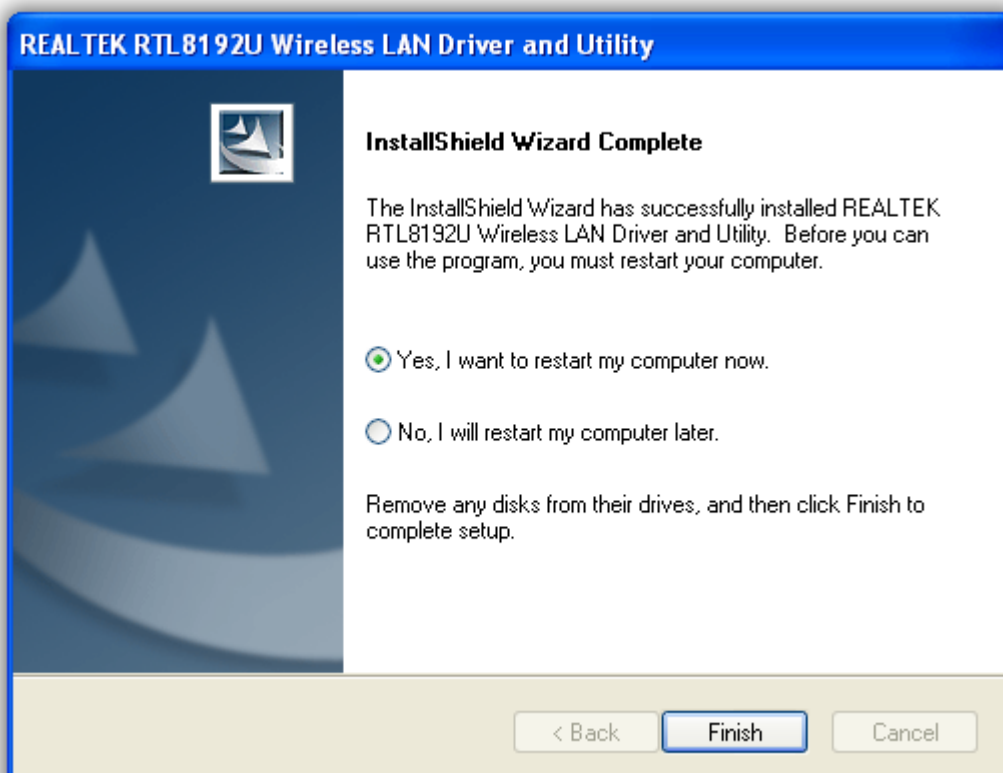 REALTEK RTL8192U Wireless LAN Driver and Utility
InstallShield Wizard Complete
The InstallShield Wizard has successfully installed REALTEK
RTL8192U Wireless LAN Driver and Utility.  Before you can
use the program, you must restart your computer.
Yes, I want to restart my computer now.
No, I will restart my computer later.
Remove any disks from their drives, and then click Finish to
complete setup.
< Back Finish Cancel